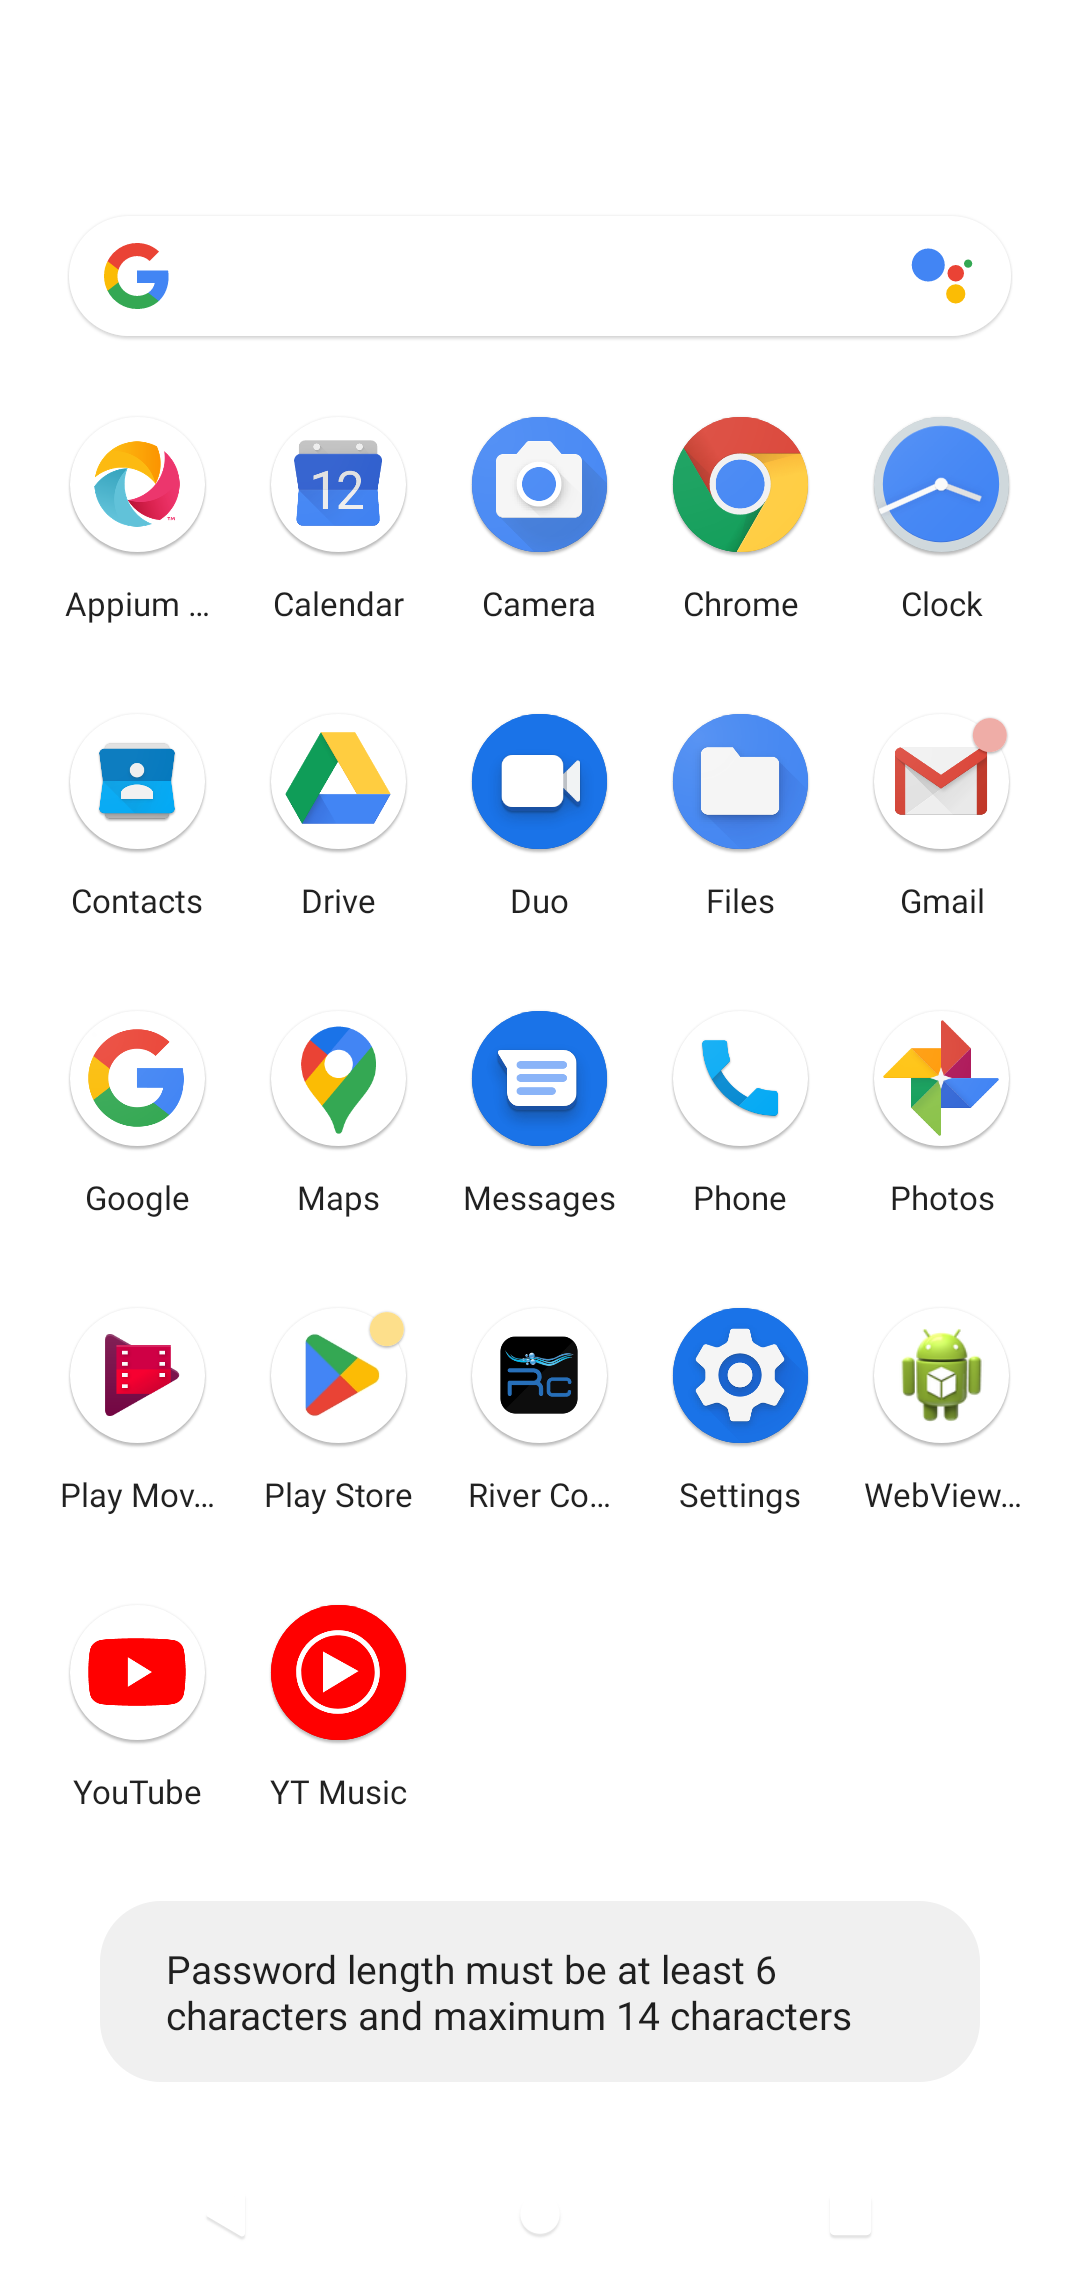 12
Appium ...
Calendar
Camera
Chrome
Clock
Contacts
Drive
Duo
Files
Gmail
Google
Maps
Messages
Phone
Photos
Rc
Play Mov...
Play Store
River Co...
Settings
WebView...
YouTube
YT Music
Password length must be at least 6
characters and maximum 14 characters